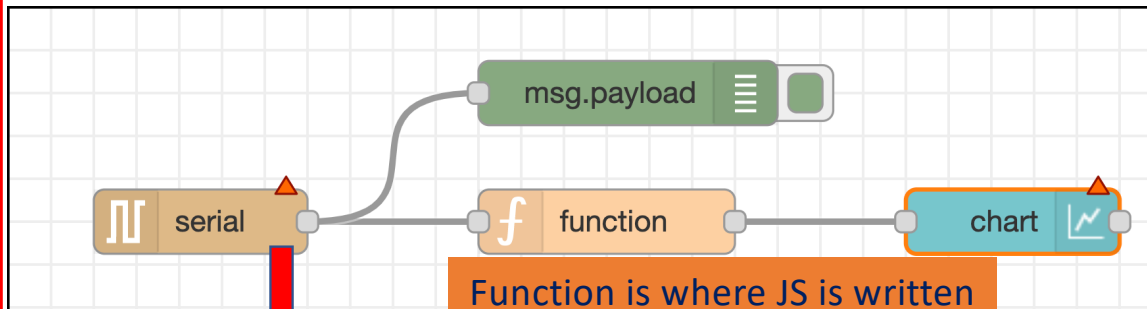 msg.payload
serial
function
chart
Function is where JS is written